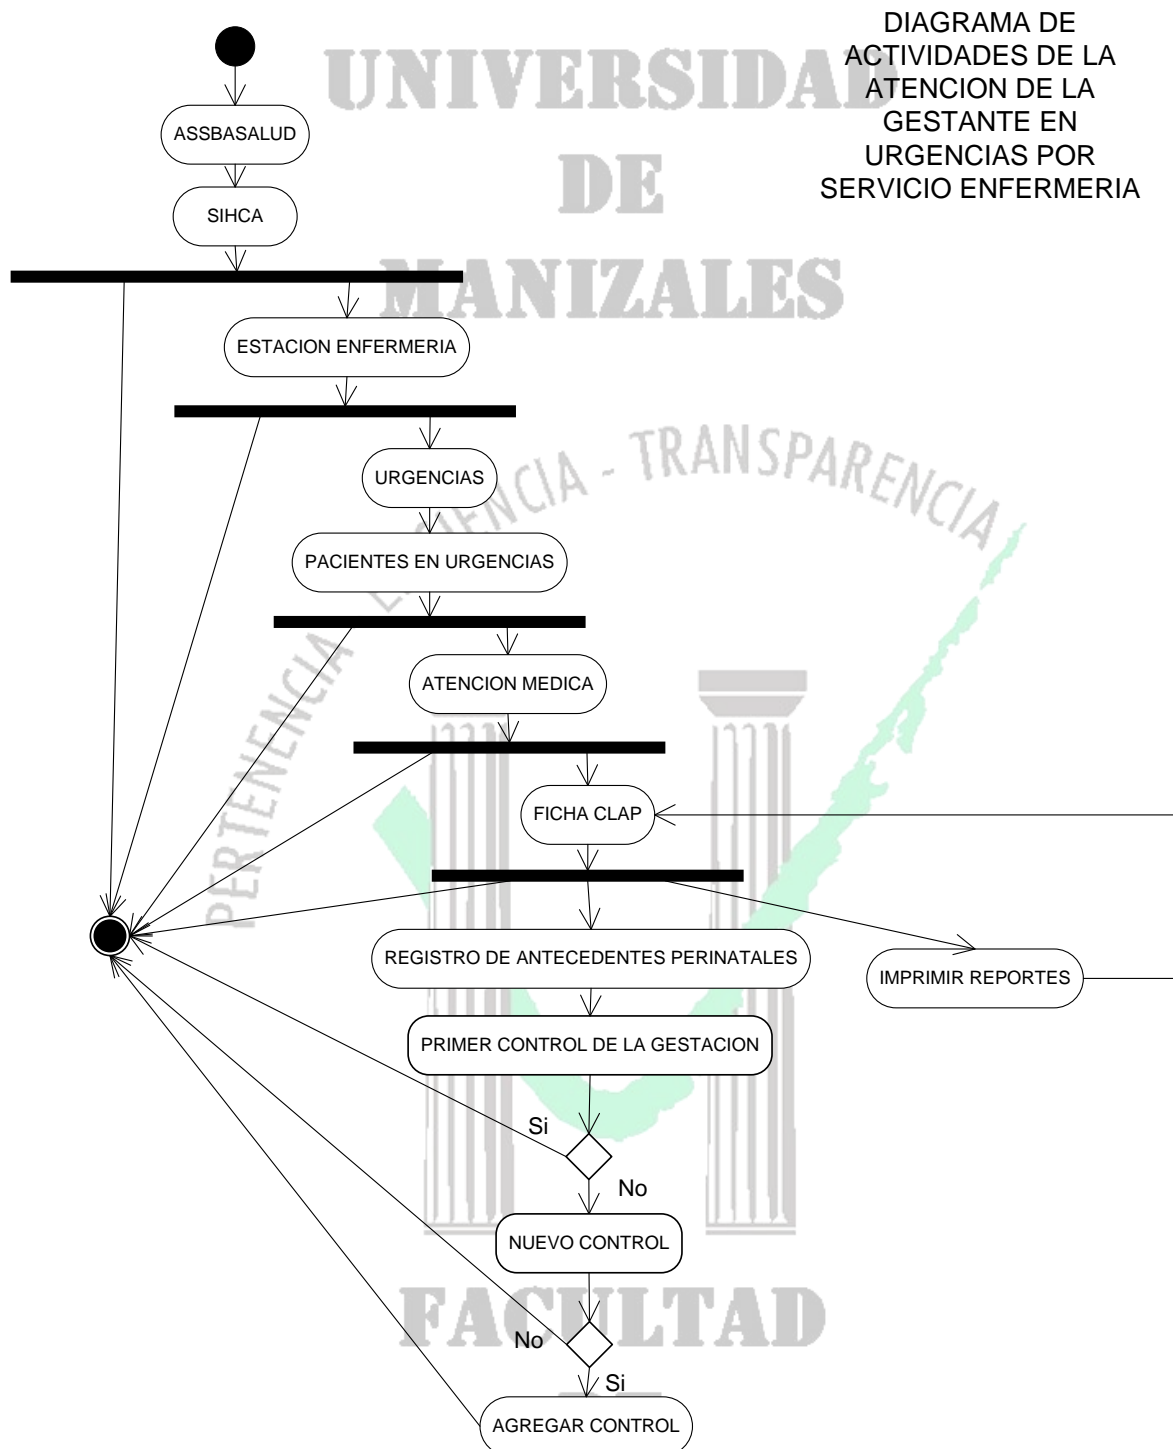 DIAGRAMA DE
ACTIVIDADES DE LA
ATENCION DE LA
GESTANTE EN
URGENCIAS POR
SERVICIO ENFERMERIA
UNIVERSIDAD
DE
MANIZALES
ASSBASALUD
SIHCA
ESTACION ENFERMERIA
URGENCIAS
PERTENENCIA - - TRANSPARENCIA
PACIENTES EN URGENCIAS
ATENCION MEDICA
FICHA CLAP
REGISTRO DE ANTECEDENTES PERINATALES
IMPRIMIR REPORTES
PRIMER CONTROL DE LA GESTACION
Si
No
NUEVO CONTROL
FACULTAD
No
Si
AGREGAR CONTROL